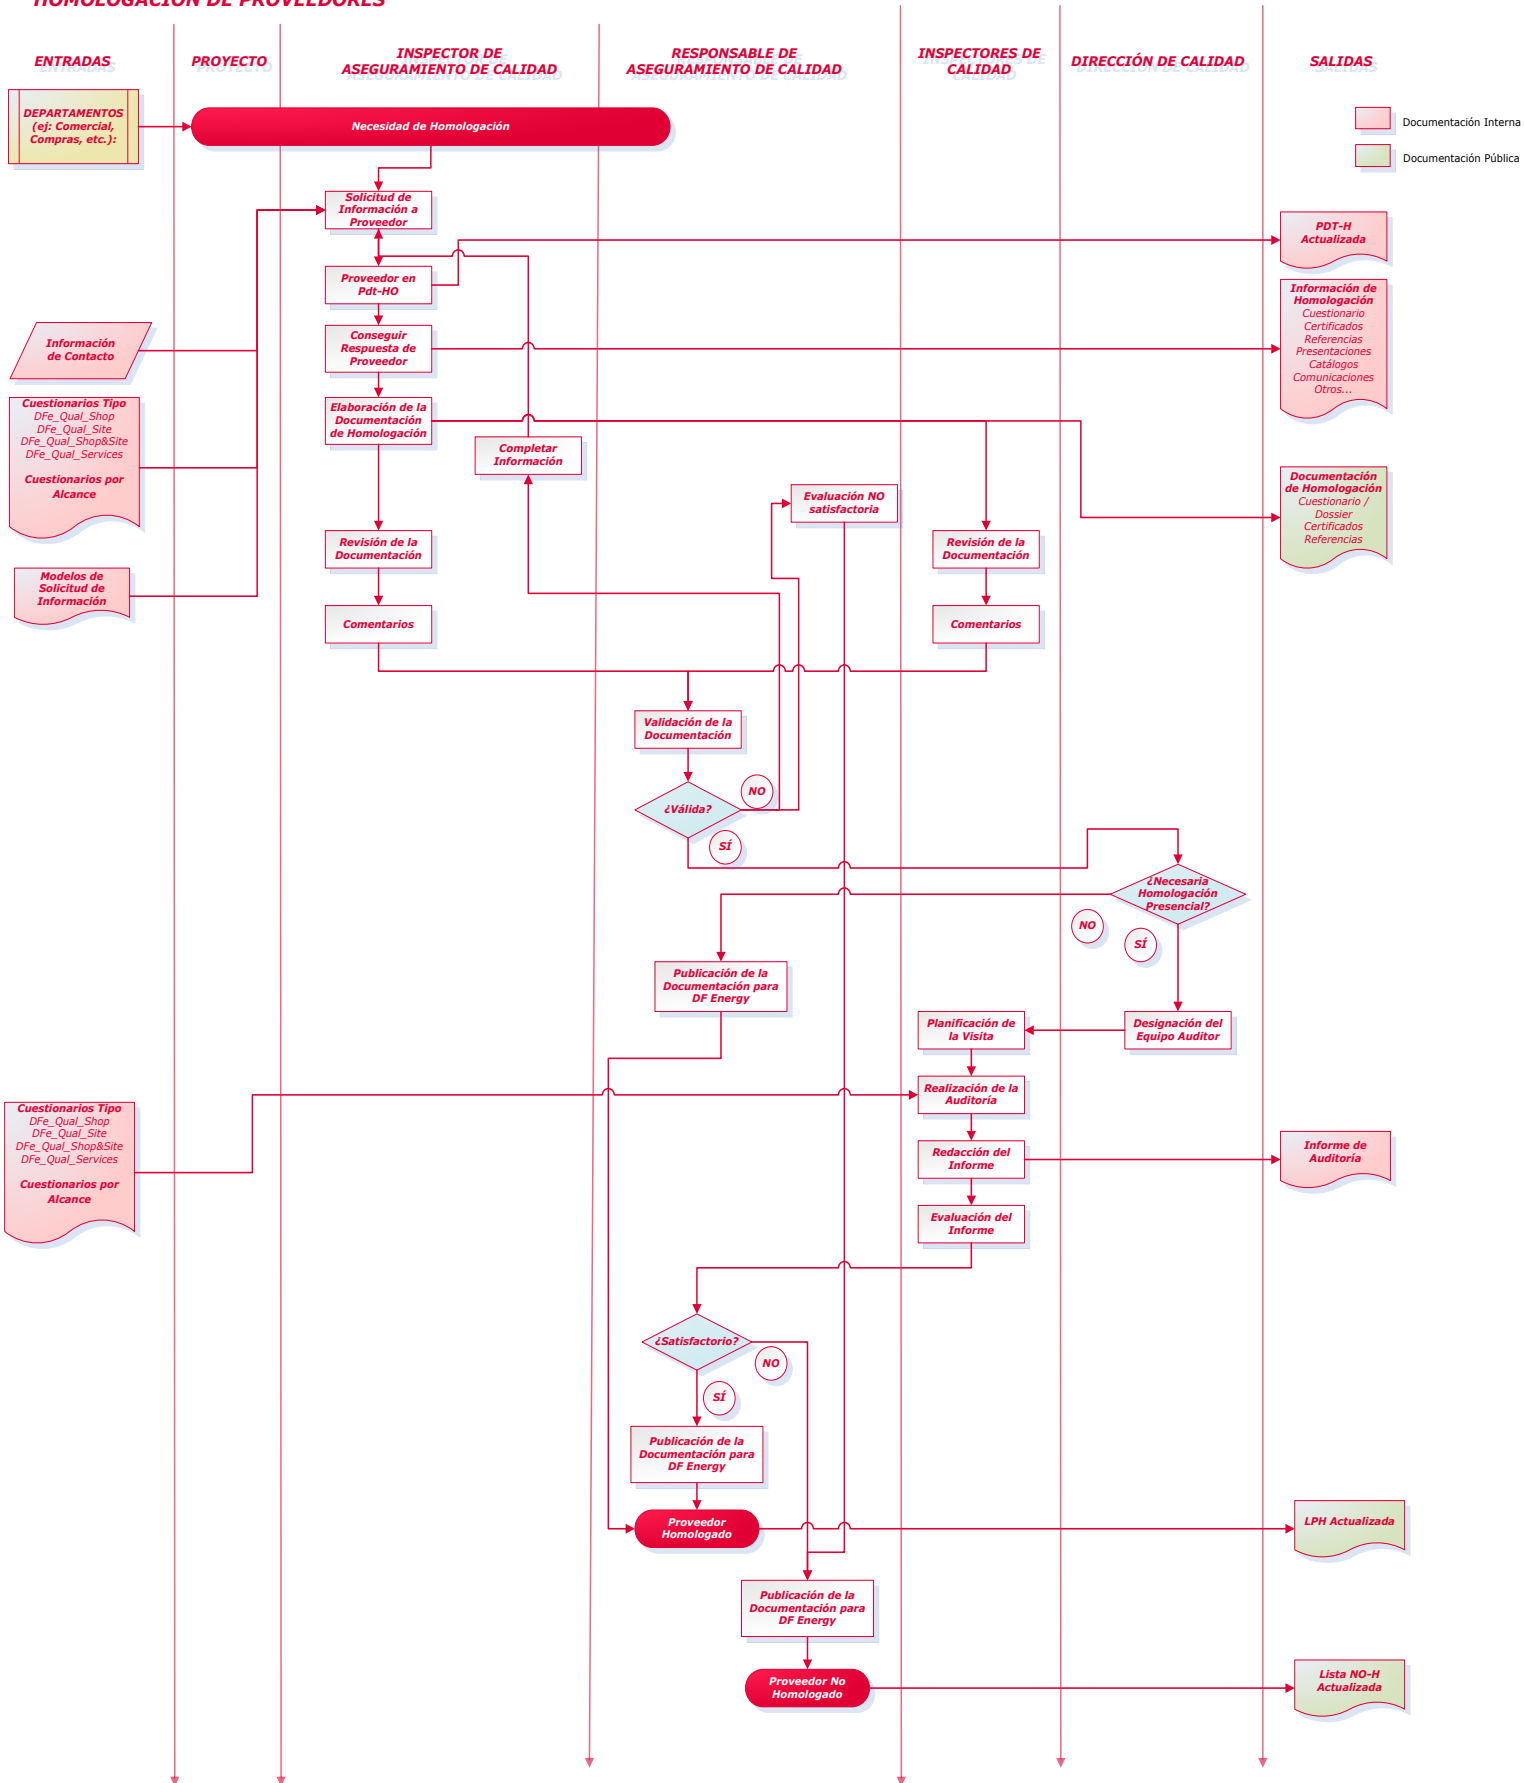 HOMOLOGACIÓN DE PROVEEDORES
ENTRADAS
PROYECTO
INSPECTOR DE
ASEGURAMIENTO DE CALIDAD
RESPONSABLE DE
ASEGURAMIENTO DE CALIDAD
INSPECTORES DE
CALIDAD
DIRECCIÓN DE CALIDAD
SALIDAS
DEPARTAMENTOS
(ej: Comercial,
Compras, etc.):
Necesidad de Homologación
Documentación Interna
Documentación Pública
Solicitud de
Información a
Proveedor
PDT-H
Actualizada
Proveedor en
Pdt-HO
Información de
Homologación
Cuestionario
Certificados
Referencias
Presentaciones
Catálogos
Comunicaciones
Otros...
Información
de Contacto
Conseguir
Respuesta de
Proveedor
Cuestionarios Tipo
DFe_Qual_Shop
DFe_Qual_Site
DFe_Qual_Shop&Site
DFe_Qual_Services
Cuestionarios por
Alcance
Elaboración de la
Documentación
de Homologación
Completar
Información
Evaluación NO
satisfactoria
Documentación
de Homologación
Cuestionario /
Dossier
Certificados
Referencias
Revisión de la
Documentación
Revisión de la
Documentación
Modelos de
Solicitud de
Información
Comentarios
Comentarios
Validación de la
Documentación
¿Válida?
NO
SÍ
¿Necesaria
Homologación
Presencial?
NO
SÍ
Publicación de la
Documentación para
DF Energy
Planificación de
la Visita
Designación del
Equipo Auditor
Realización de la
Auditoría
Cuestionarios Tipo
DFe_Qual_Shop
DFe_Qual_Site
DFe_Qual_Shop&Site
DFe_Qual_Services
Cuestionarios por
Alcance
Redacción del
Informe
Informe de
Auditoría
Evaluación del
Informe
¿Satisfactorio?
NO
SÍ
Publicación de la
Documentación para
DF Energy
Proveedor
Homologado
LPH Actualizada
Publicación de la
Documentación para
DF Energy
Proveedor No
Homologado
Lista NO-H
Actualizada